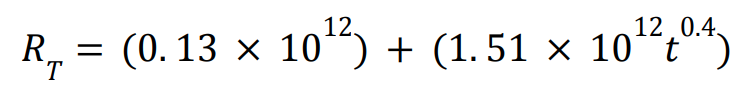 R_T = (0.13 × 10^12) + (1.51 × 10^12 t^0.4)